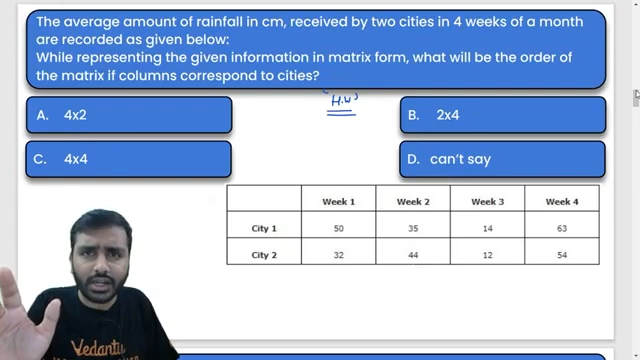 The average amount of rainfall in cm, received by two cities in 4 weeks of a month
are recorded as given below:
While representing the given information in matrix form, what will be the order of
the matrix if columns correspond to cities?
H.W
A. 4x2
B. 2x4
C. 4x4
D. can't say
Week 1 Week 2 Week 3 Week 4
City 1 50 35 14 63
City 2 32 44 12 54
Vedantu